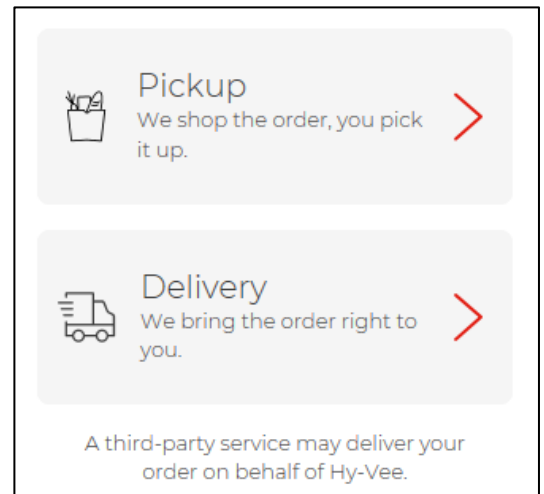 Pickup
We shop the order, you pick
it up.
Delivery
We bring the order right to
you.
A third-party service may deliver your
order on behalf of Hy-Vee.